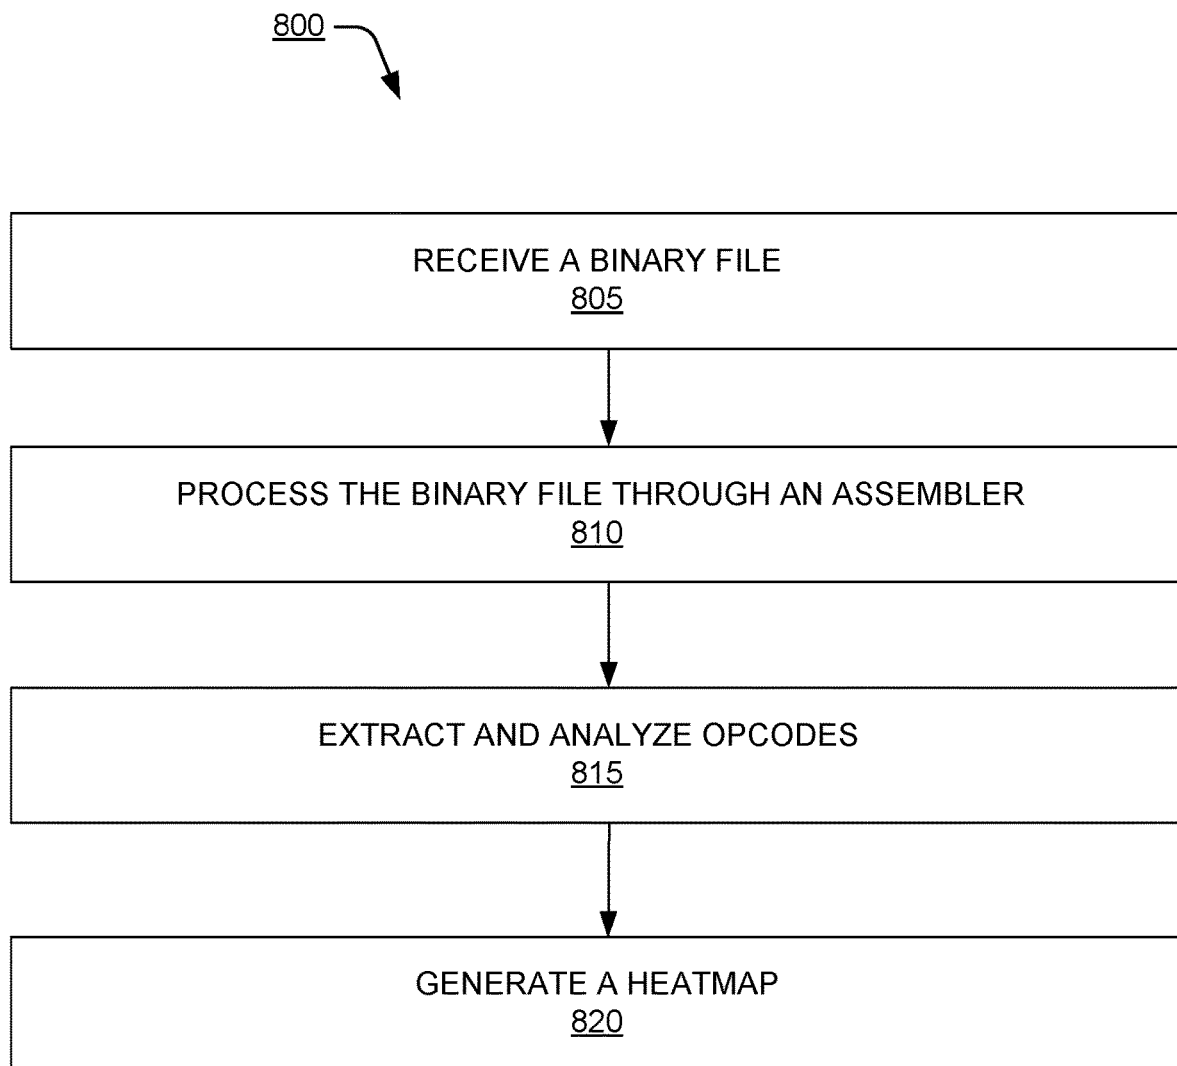 800
RECEIVE A BINARY FILE
805
PROCESS THE BINARY FILE THROUGH AN ASSEMBLER
810
EXTRACT AND ANALYZE OPCODES
815
GENERATE A HEATMAP
820